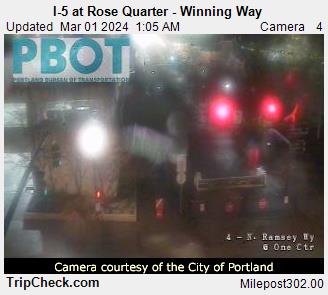 I-5 at Rose Quarter - Winning Way
Updated Mar 01 2024 1:05 AM Camera 4
PBOT
PORTLAND BUREAU OF TRANSPORTATION
4 - N. Ramsey Wy
@ One Ctr
Camera courtesy of the City of Portland
TripCheck.com Milepost302.00